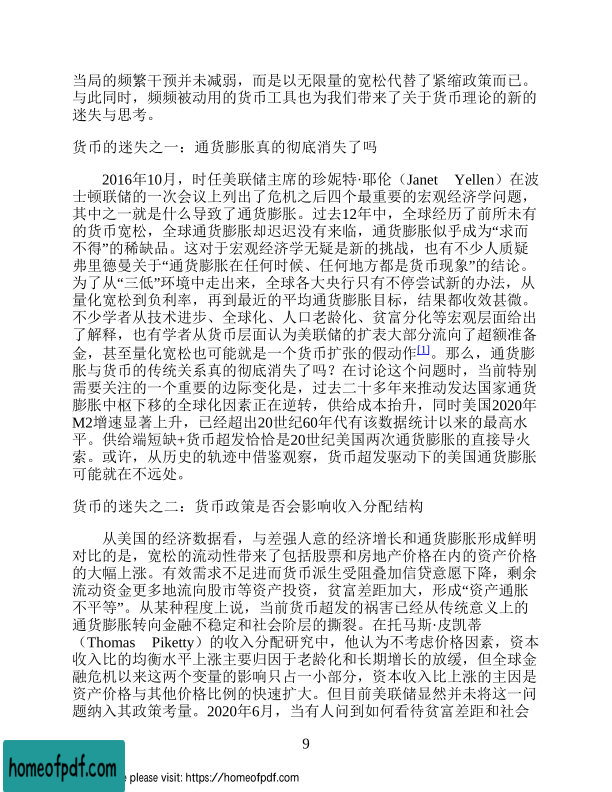 当局的频繁干预并未减弱，而是以无限量的宽松代替了紧缩政策而已。
与此同时，频频被动用的货币工具也为我们带来了关于货币理论的新的
迷失与思考。
货币的迷失之一：通货膨胀真的彻底消失了吗
2016年10月，时任美联储主席的珍妮特·耶伦（Janet Yellen）在波
士顿联储的一次会议上列出了危机之后四个最重要的宏观经济学问题，
其中之一就是什么导致了通货膨胀。过去12年中，全球经历了前所未有
的货币宽松，全球通货膨胀却迟迟没有来临，通货膨胀似乎成为“求而
不得”的稀缺品。这对于宏观经济学无疑是新的挑战，也有不少人质疑
弗里德曼关于“通货膨胀在任何时候、任何地方都是货币现象”的结论。
为了从“三低”环境中走出来，全球各大央行只有不停尝试新的办法，从
量化宽松到负利率，再到最近的平均通货膨胀目标，结果都收效甚微。
不少学者从技术进步、全球化、人口老龄化、贫富分化等宏观层面给出
了解释，也有学者从货币层面认为美联储的扩表大部分流向了超额准备
金，甚至量化宽松也可能就是一个货币扩张的假动作[1]。那么，通货膨
胀与货币的传统关系真的彻底消失了吗？在讨论这个问题时，当前特别
需要关注的一个重要的边际变化是，过去二十多年来推动发达国家通货
膨胀中枢下移的全球化因素正在逆转，供给成本抬升，同时美国2020年
M2增速显著上升，已经超出20世纪60年代有该数据统计以来的最高水
平。供给端短缺+货币超发恰恰是20世纪美国两次通货膨胀的直接导火
索。或许，从历史的轨迹中借鉴观察，货币超发驱动下的美国通货膨胀
可能就在不远处。
货币的迷失之二：货币政策是否会影响收入分配结构
从美国的经济数据看，与差强人意的经济增长和通货膨胀形成鲜明
对比的是，宽松的流动性带来了包括股票和房地产价格在内的资产价格
的大幅上涨。有效需求不足进而货币派生受阻叠加信贷意愿下降，剩余
流动资金更多地流向股市等资产投资，贫富差距加大，形成“资产通胀
不平等”。从某种程度上说，当前货币超发的祸害已经从传统意义上的
通货膨胀转向金融不稳定和社会阶层的撕裂。在托马斯·皮凯蒂
（Thomas Piketty）的收入分配研究中，他认为不考虑价格因素，资本
收入比的均衡水平上涨主要归因于老龄化和长期增长的放缓，但全球金
融危机以来这两个变量的影响只占一小部分，资本收入比上涨的主因是
资产价格与其他价格比例的快速扩大。但目前美联储显然并未将这一问
题纳入其政策考量。2020年6月，当有人问到如何看待贫富差距和社会
9
homeofpdf.com
please visit: https://homeofpdf.com